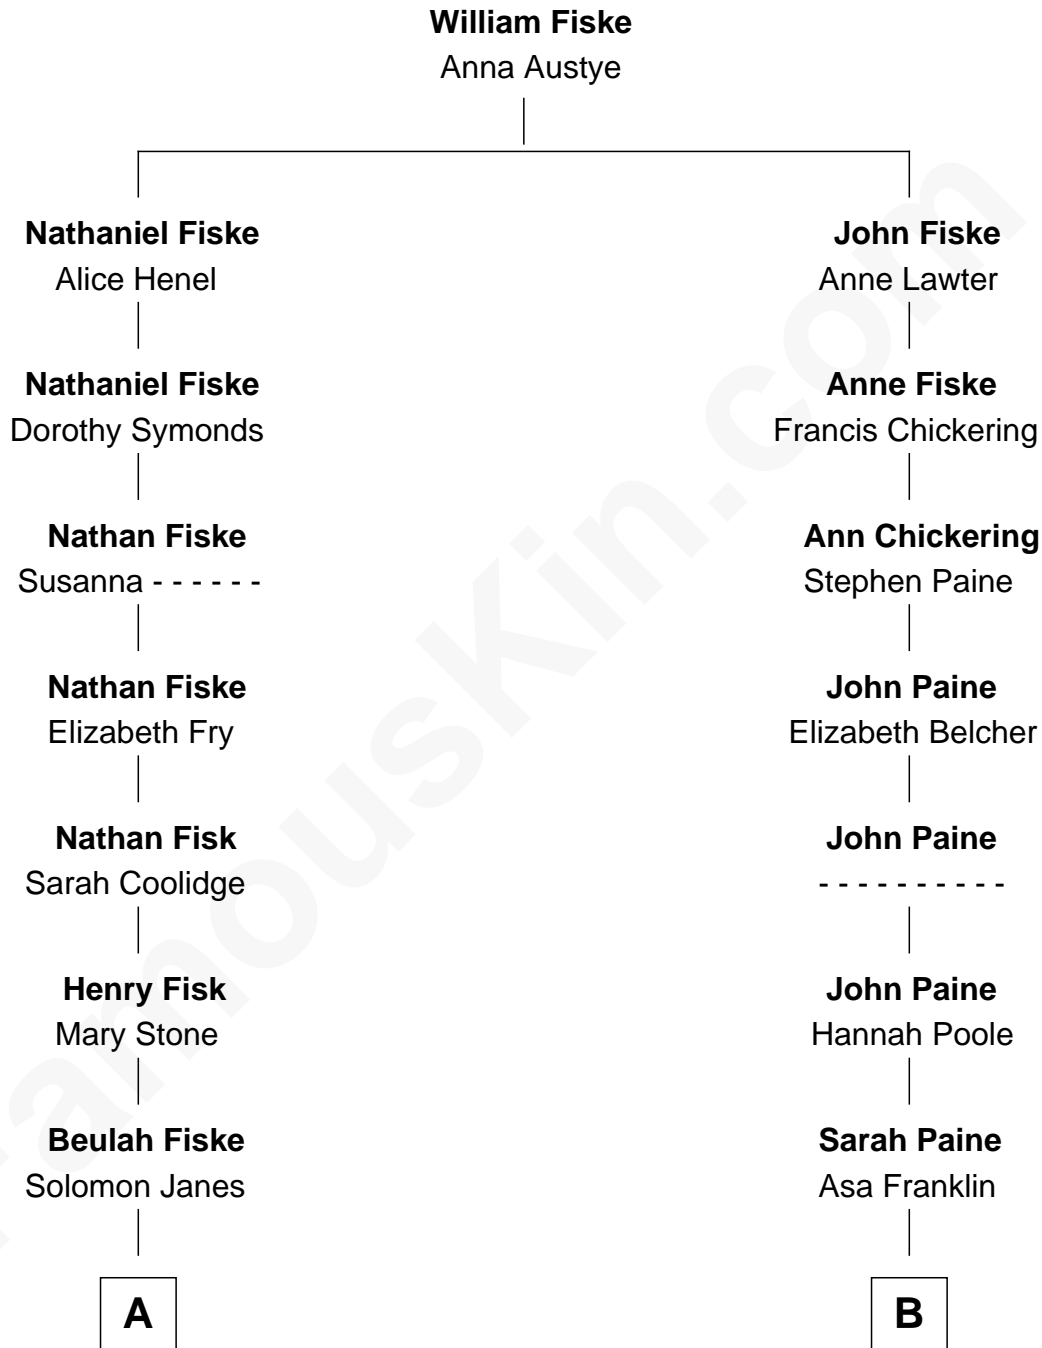 William Fiske
Anna Austye
Nathaniel Fiske
Alice Henel
John Fiske
Anne Lawter
Nathaniel Fiske
Dorothy Symonds
Anne Fiske
Francis Chickering
Nathan Fiske
Susanna - - - - - -
Ann Chickering
Stephen Paine
Nathan Fiske
Elizabeth Fry
John Paine
Elizabeth Belcher
Nathan Fisk
Sarah Coolidge
John Paine
- - - - - - - - - -
Henry Fisk
Mary Stone
John Paine
Hannah Poole
Beulah Fiske
Solomon Janes
Sarah Paine
Asa Franklin
A
B
FamousKin.com